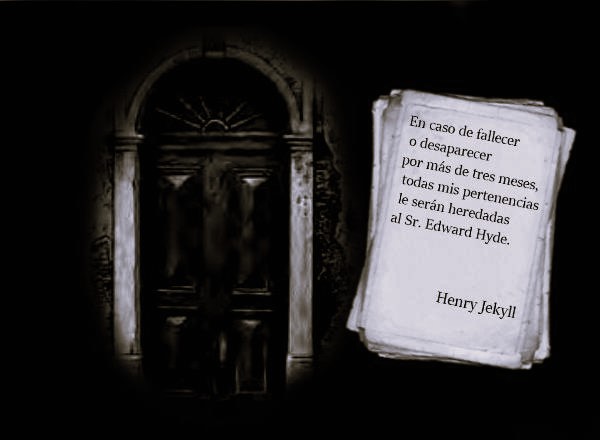 En caso de fallecer
o desaparecer
por más de tres meses,
todas mis pertenencias
le serán heredadas
al Sr. Edward Hyde.
Henry Jekyll